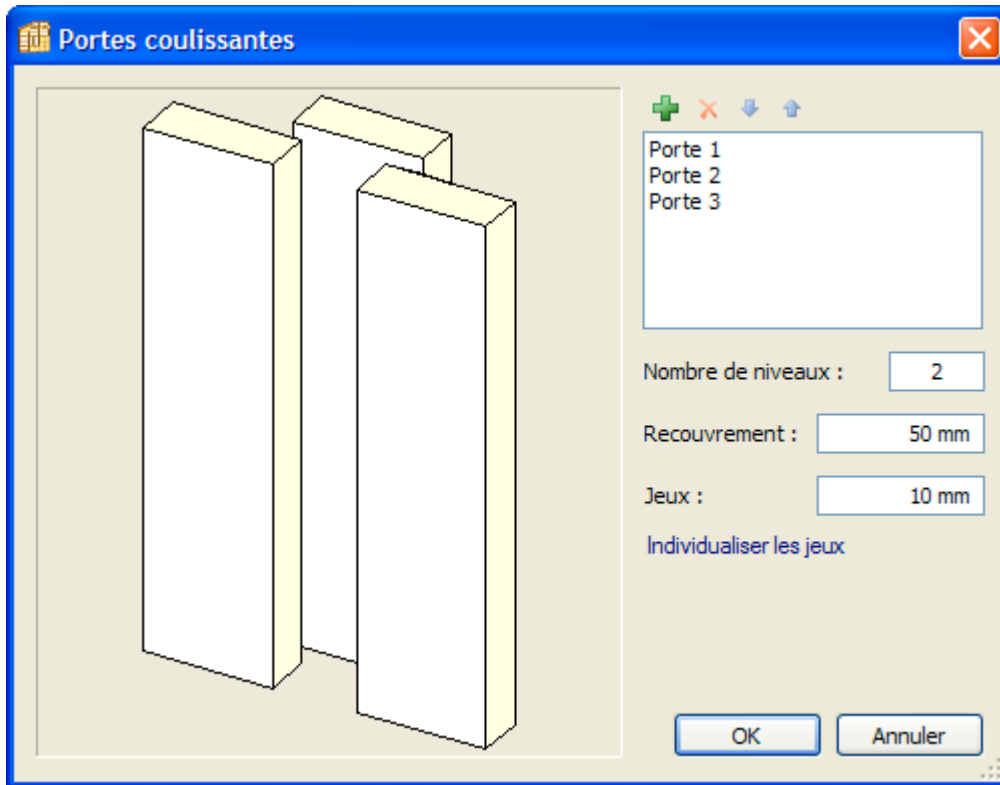 Portes coulissantes
Porte 1
Porte 2
Porte 3
Nombre de niveaux : 2
Recouvrement : 50 mm
Jeux : 10 mm
Individualiser les jeux
OK Annuler